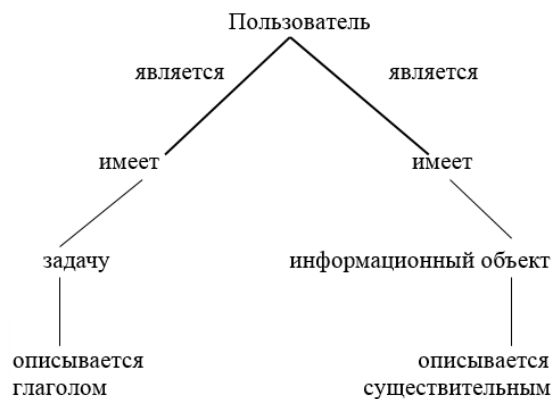 Пользователь
является
является
имеет
имеет
задачу
информационный объект
описывается
глаголом
описывается
существительным